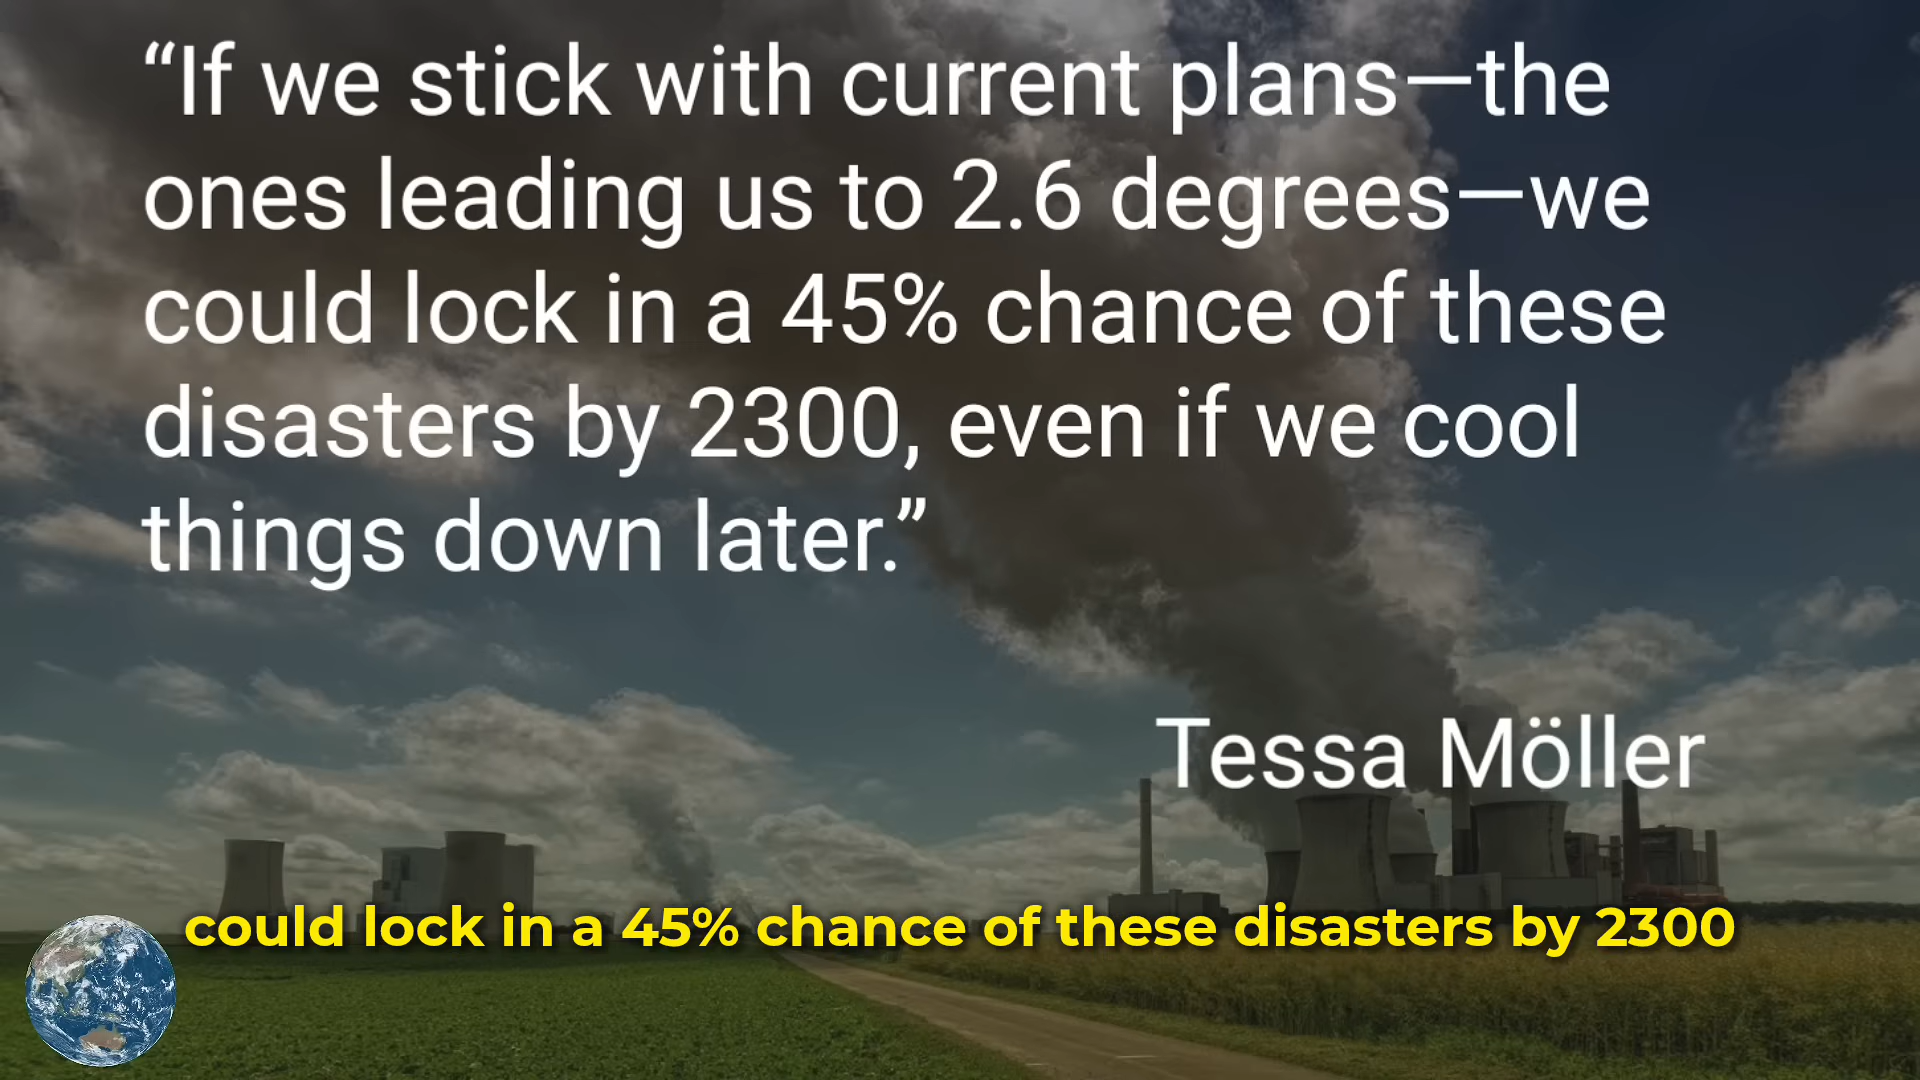 “If we stick with current plans—the
ones leading us to 2.6 degrees—we
could lock in a 45% chance of these
disasters by 2300, even if we cool
things down later.”
Tessa Möller
could lock in a 45% chance of these disasters by 2300